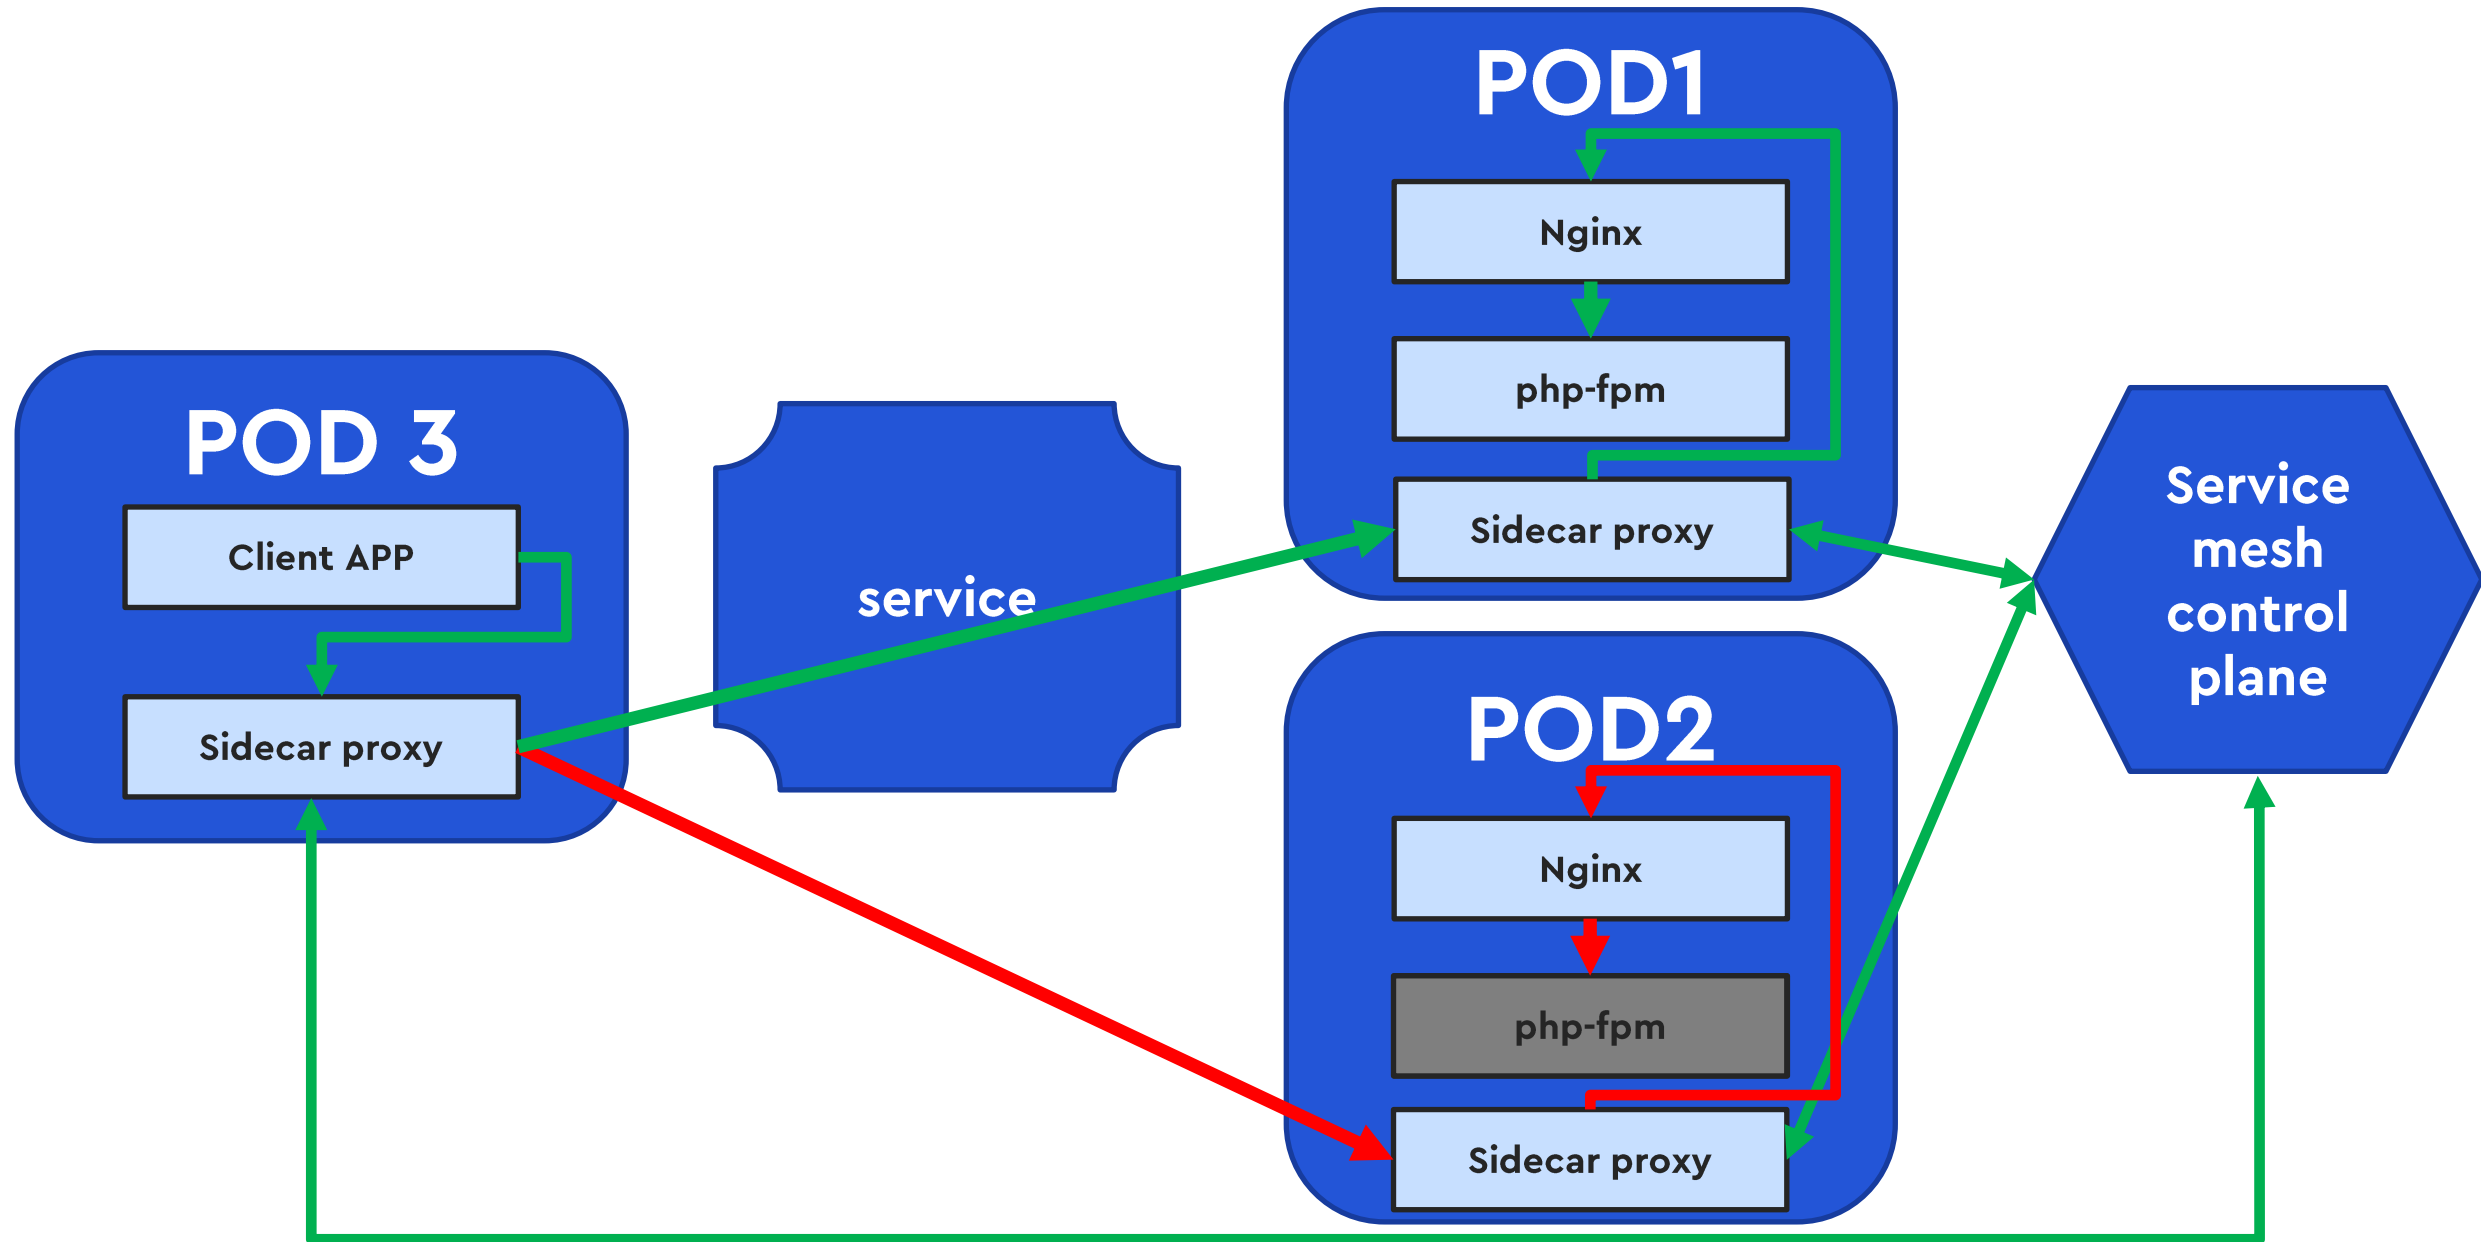 POD 3
Client APP
Sidecar proxy
service
POD1
Nginx
php-fpm
Sidecar proxy
POD2
Nginx
php-fpm
Sidecar proxy
Service
mesh
control
plane